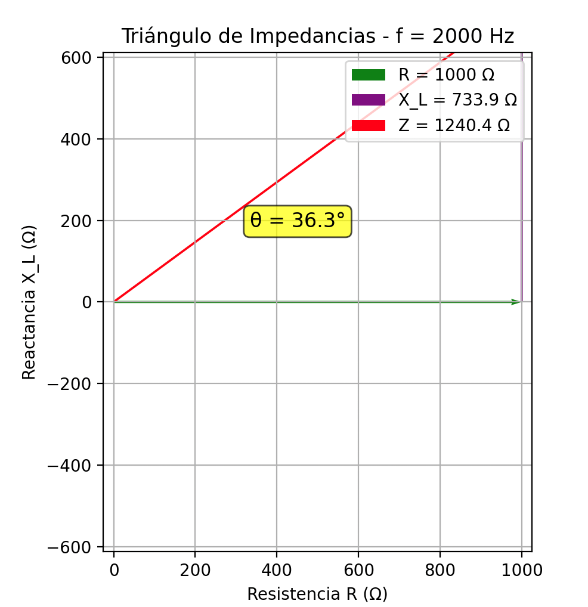 Triángulo de Impedancias - f = 2000 Hz
R = 1000 Ω
X_L = 733.9 Ω
Z = 1240.4 Ω
θ = 36.3°
Reactancia X_L (Ω)
600
400
200
0
−200
−400
−600
0 200 400 600 800 1000
Resistencia R (Ω)